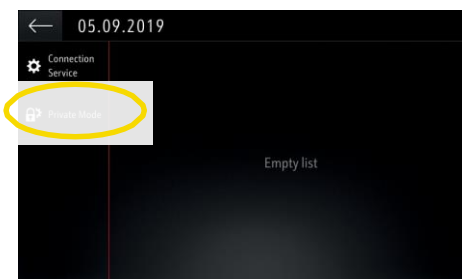 05.09.2019
Connection
Service
Private Mode
Empty list